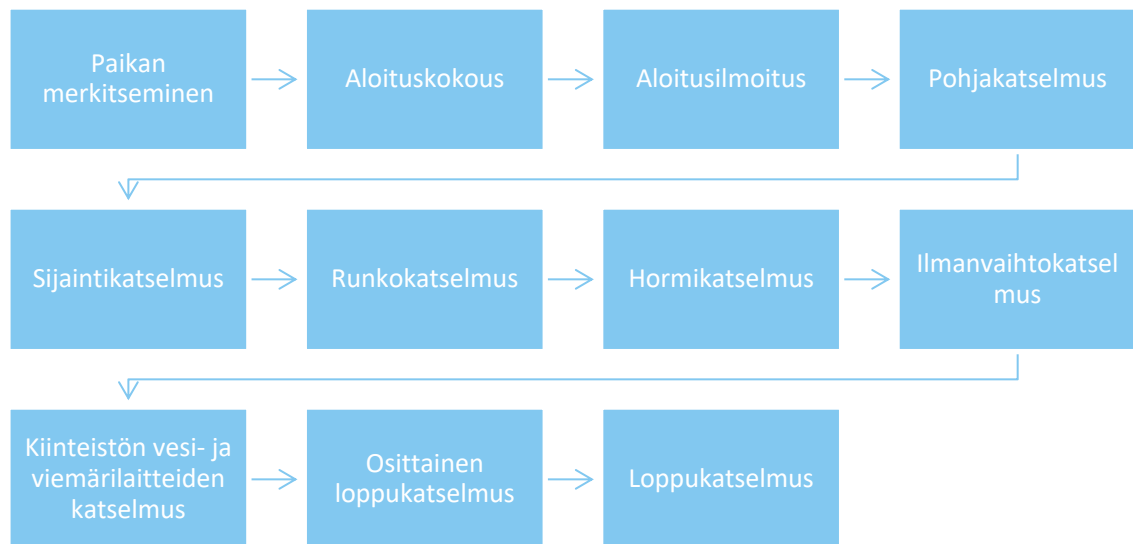 Paikan
merkitseminen
Aloituskokous
Aloitusilmoitus
Pohjakatselmus
Sijaintikatselmus
Runkokatselmus
Hormikatselmus
Ilmanvaihtokatsel
mus
Kiinteistön vesi- ja
viemärilaitteiden
katselmus
Osittainen
loppukatselmus
Loppukatselmus